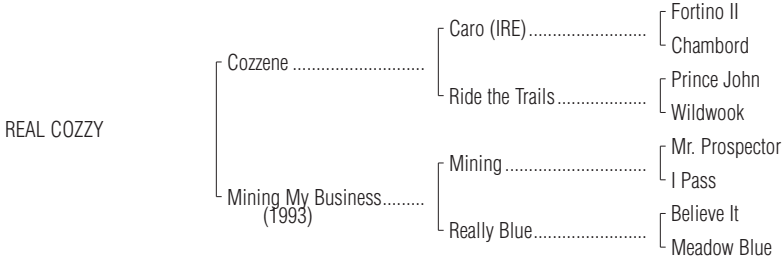 Fortino II
Caro (IRE)..........................
Chambord
Cozzene .............................
Prince John
Ride the Trails....................
Wildwook
REAL COZZY
Mr. Prospector
Mining................................
I Pass
Mining My Business.........
(1993)
Believe It
Really Blue.........................
Meadow Blue